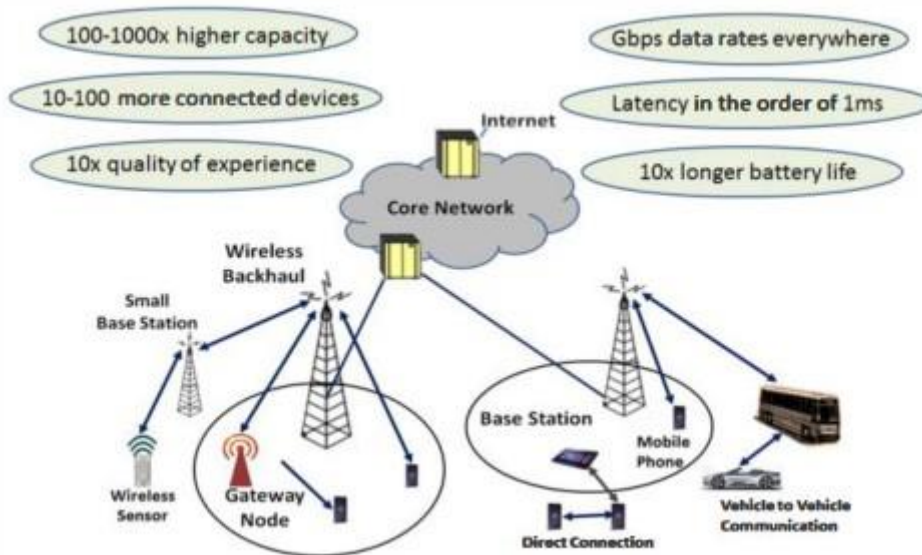 100-1000x higher capacity
Gbps data rates everywhere
10-100 more connected devices
Latency in the order of 1ms
10x quality of experience
10x longer battery life
Internet
Core Network
Wireless
Backhaul
Small
Base Station
Base Station
Mobile
Phone
Wireless
Sensor
Gateway
Node
Direct Connection
Vehicle to Vehicle
Communication